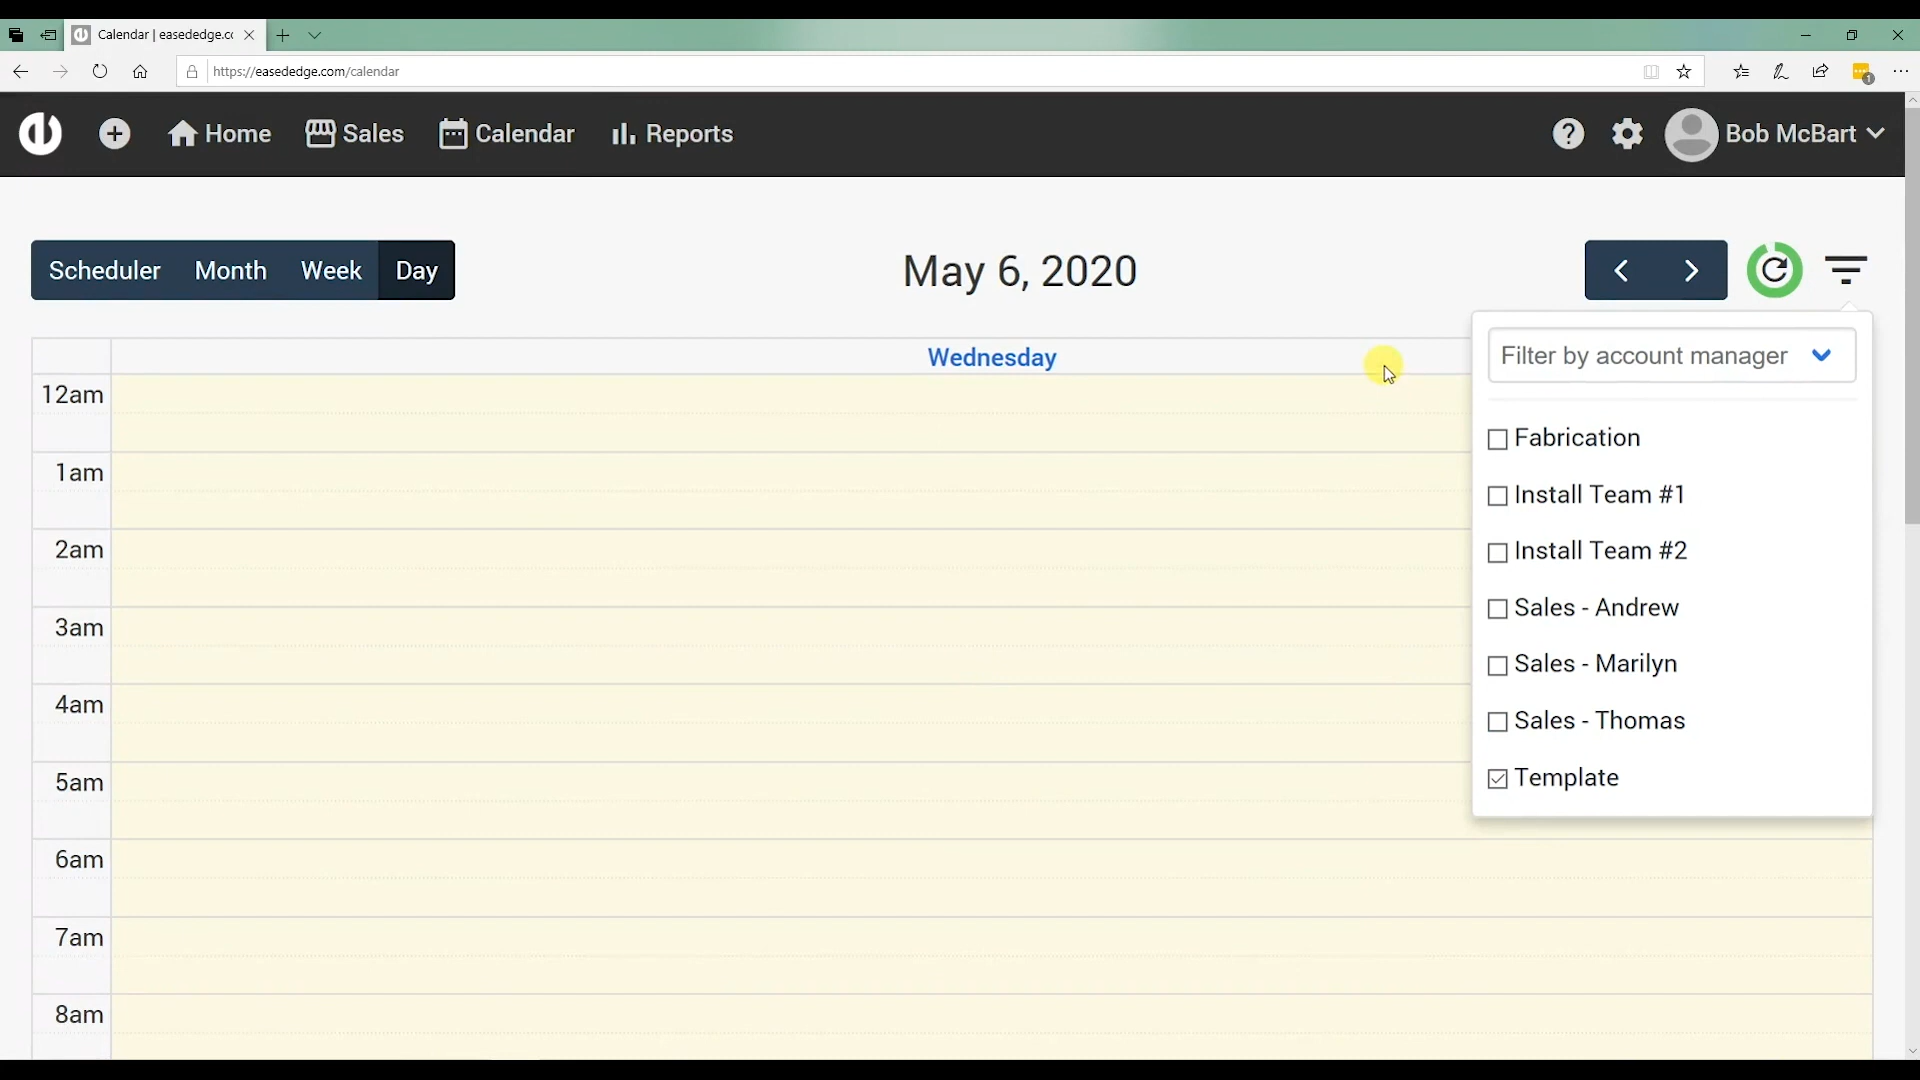 Calendar | easededge.cc
https://easededge.com/calendar
1
Home Sales Calendar Reports
? Bob McBart
Scheduler Month Week Day
May 6, 2020
Wednesday
Filter by account manager
Fabrication
Install Team #1
Install Team #2
Sales - Andrew
Sales - Marilyn
Sales - Thomas
Template
12am
1am
2am
3am
4am
5am
6am
7am
8am